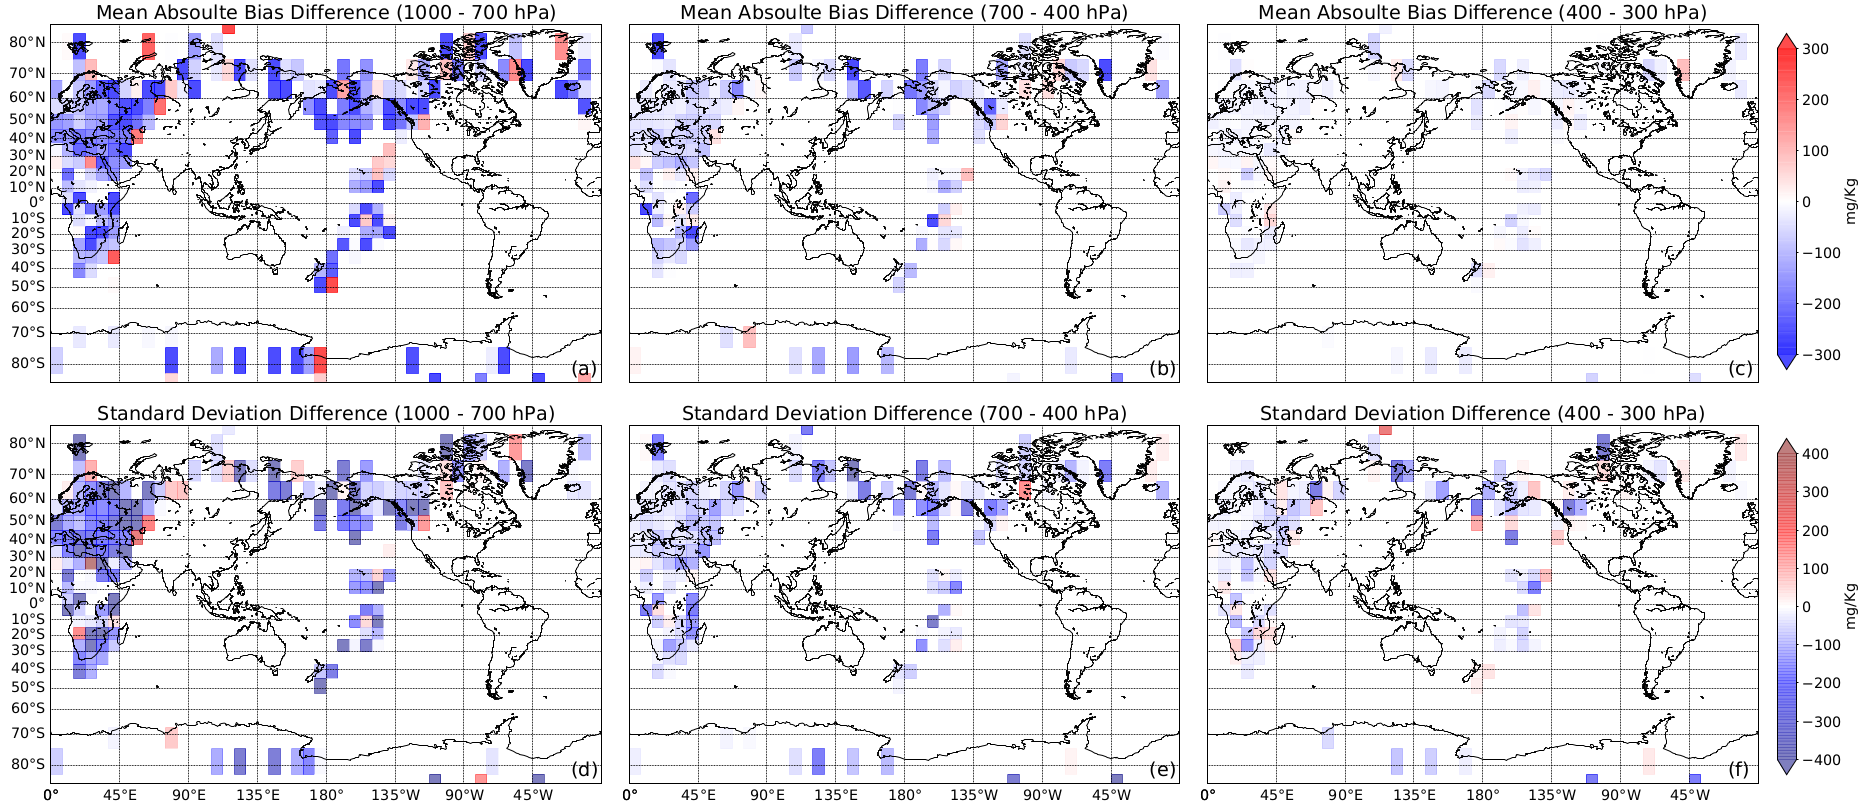 Mean Absoulte Bias Difference (1000 - 700 hPa)
Mean Absoulte Bias Difference (700 - 400 hPa)
Mean Absoulte Bias Difference (400 - 300 hPa)
80°N
70°N
60°N
50°N
40°N
30°N
20°N
10°N
0°
10°S
20°S
30°S
40°S
50°S
60°S
70°S
80°S
(a)
(b)
(c)
300
200
100
0
−100
−200
−300
mg/Kg
Standard Deviation Difference (1000 - 700 hPa)
Standard Deviation Difference (700 - 400 hPa)
Standard Deviation Difference (400 - 300 hPa)
80°N
70°N
60°N
50°N
40°N
30°N
20°N
10°N
0°
10°S
20°S
30°S
40°S
50°S
60°S
70°S
80°S
(d)
(e)
(f)
400
300
200
100
0
−100
−200
−300
−400
mg/Kg
0° 45°E 90°E 135°E 180° 135°W 90°W 45°W
0° 45°E 90°E 135°E 180° 135°W 90°W 45°W
0° 45°E 90°E 135°E 180° 135°W 90°W 45°W